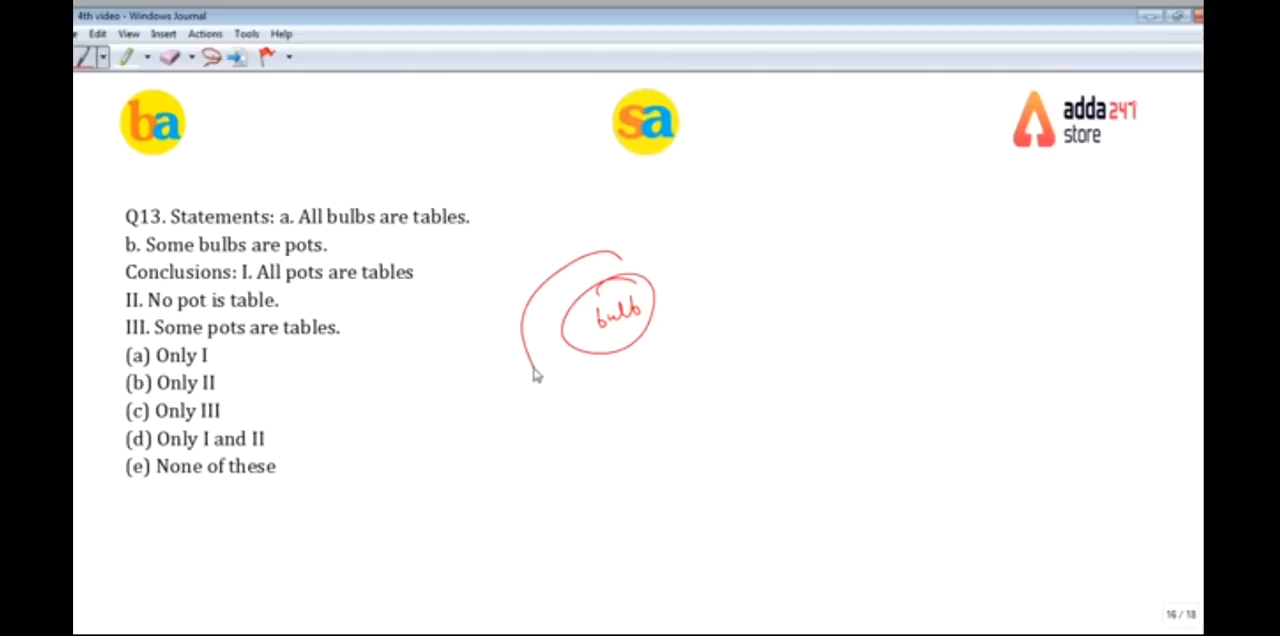 4th video - Windows Journal
Edit View Insert Actions Tools Help
ba
sa
adda247
store
Q13. Statements: a. All bulbs are tables.
b. Some bulbs are pots.
Conclusions: I. All pots are tables
II. No pot is table.
III. Some pots are tables.
(a) Only I
(b) Only II
(c) Only III
(d) Only I and II
(e) None of these
bulb
16 / 18